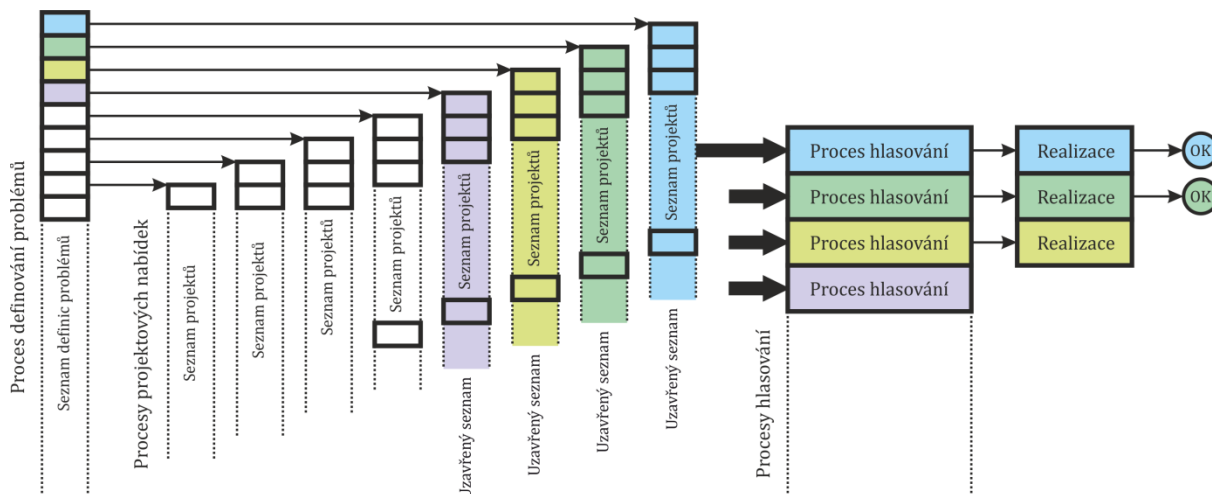 Proces definování problémů
Seznam definic problémů
Procesy projektových nabídek
Seznam projektů
Seznam projektů
Seznam projektů
Seznam projektů
Seznam projektů
Uzavřený seznam
Seznam projektů
Uzavřený seznam
Seznam projektů
Uzavřený seznam
Seznam projektů
Uzavřený seznam
Procesy hlasování
Proces hlasování
Realizace
OK
Proces hlasování
Realizace
OK
Proces hlasování
Realizace
Proces hlasování